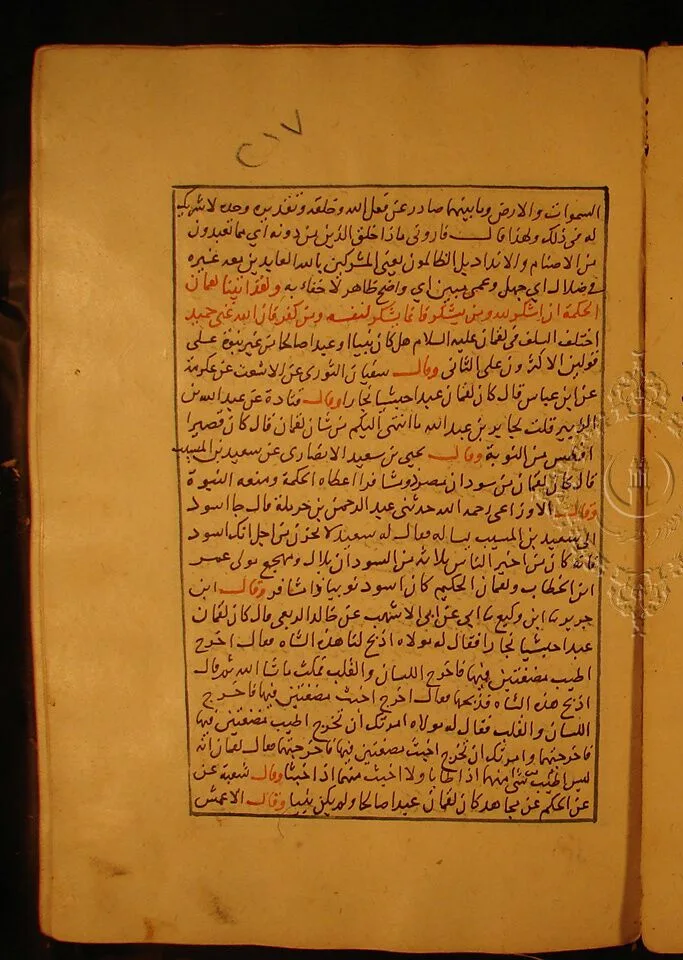 ٢١٧
السموات والارض وما بينهما صادر عن فعل الله وخلقه وتقديره وحده لا شريك
له في ذلك ولهذا قال فاروني ماذا خلق الذين من دونه اي مما تعبدون
من الاصنام والانداد بل الظالمون يعني المشركين بالله العابدين معه غيره
في ضلال اي جهل وعمى مبين اي واضح ظاهر لا خفاء به ولقد اتينا لقمان
الحكمة ان اشكر لله ومن يشكر فانما يشكر لنفسه ومن كفر فان الله غني حميد
اختلف السلف في لقمان عليه السلام هل كان نبيا او عبدا صالحا من غير نبوة على
قولين الاكثرون على الثاني وقال سفيان الثوري عن الاشعث عن عكرمة
عن ابن عباس قال كان لقمان عبدا حبشيا نجارا وقال قتادة عن عبد الله بن
الزبير قلت لجابر بن عبد الله ما انتهى اليكم من شان لقمان قال كان قصيرا
افطس من النوبة وقال يحيى بن سعيد الانصاري عن سعيد بن المسيب
قال كان لقمان من سودان مصر ذو مشافر اعطاه الحكمة ومنعه النبوة
وقال الاوزاعي رحمه الله حدثني عبد الرحمن بن حرملة قال جا اسود
الى سعيد بن المسيب يساله فقال له سعيد لا تحزن من اجل انك اسود
فانه كان من اخير الناس ثلاثة من السودان بلال ومهجع مولى عمر
ابن الخطاب ولقمان الحكيم كان اسود نوبيا ذا مشافر وقال ابن
جرير ثنا ابن وكيع ثنا ابي عن ابي الاشهب عن خالد الربعي قال كان لقمان
عبدا حبشيا نجارا فقال له مولاه اذبح لنا هذه الشاه فقال اخرج
اطيب مضغتين فيها فاخرج اللسان والقلب فمكث ما شا الله ثم قال
اذبح هذه الشاه فذبحها فقال اخرج اخبث مضغتين فيها فاخرج
اللسان والقلب فقال له مولاه امرتك أن تخرج اطيب مضغتين فيها
فاخرجتهما وامرتك ان تخرج اخبث مضغتين فيها فاخرجتهما فقال لقمان انه
ليس اطيب شئ منهما اذا طابا ولا اخبث منهما اذا خبثا وقال شعبة عن
عن الحكم عن مجاهد كان لقمان عبدا صالحا ولم يكن نبيا وقال الاعمش